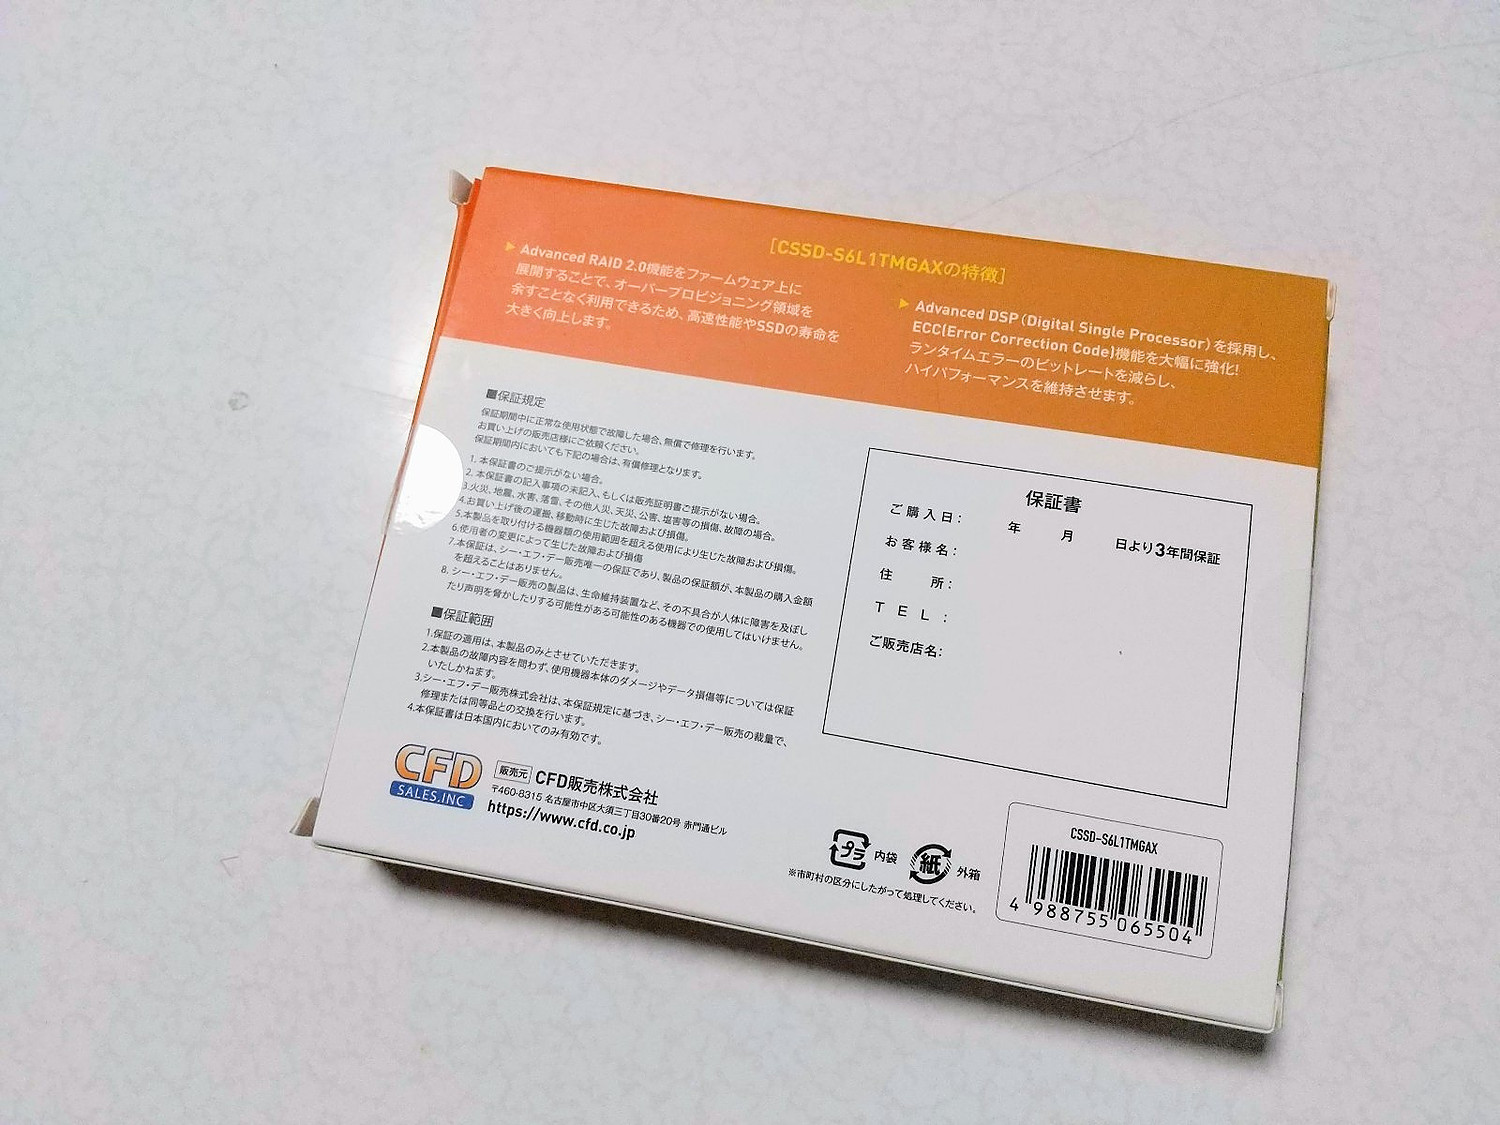 [CSSD-S6L1TMGAXの特徴]
▶ Advanced RAID 2.0機能をファームウェア上に
展開することで、オーバープロビジョニング領域を
余すことなく利用できるため、高速性能やSSDの寿命を
大きく向上します。
▶ Advanced DSP(Digital Single Processor)を採用し、
ECC(Error Correction Code)機能を大幅に強化!
ランタイムエラーのビットレートを減らし、
ハイパフォーマンスを維持させます。
■保証規定
保証期間中に正常な使用状態で故障した場合、無償で修理を行います。
お買い上げの販売店様にご依頼ください。
保証期間内においても下記の場合は、有償修理となります。
1. 本保証書のご提示がない場合。
2. 本保証書の記入事項の未記入、もしくは販売証明書ご提示がない場合。
3.火災、地震、水害、落雷、その他人災、天災、公害、塩害等の損傷、故障の場合。
4.お買い上げ後の運搬、移動時に生じた故障および損傷。
5.本製品を取り付ける機器類の使用範囲を超える使用により生じた故障および損傷。
6.使用者の変更によって生じた故障および損傷
7.本保証は、シー・エフ・デー販売唯一の保証であり、製品の保証額が、本製品の購入金額
を超えることはありません。
8. シー・エフ・デー販売の製品は、生命維持装置など、その不具合が人体に障害を及ぼし
たり声明を脅かしたりする可能性がある可能性のある機器での使用してはいけません。
■保証範囲
1.保証の適用は、本製品のみとさせていただきます。
2.本製品の故障内容を問わず、使用機器本体のダメージやデータ損傷等については保証
いたしかねます。
3.シー・エフ・デー販売株式会社は、本保証規定に基づき、シー・エフ・デー販売の裁量で、
修理または同等品との交換を行います。
4.本保証書は日本国内においてのみ有効です。
保証書
ご購入日: 年 月 日より3年間保証
お客様名:
住 所:
TEL:
ご販売店名:
CFD
SALES.INC
販売元 CFD販売株式会社
〒460-8315 名古屋市中区大須三丁目30番20号 赤門通ビル
https://www.cfd.co.jp
プラ 内袋 紙 外箱
※市町村の区分にしたがって処理してください。
CSSD-S6L1TMGAX
4 988755 065504